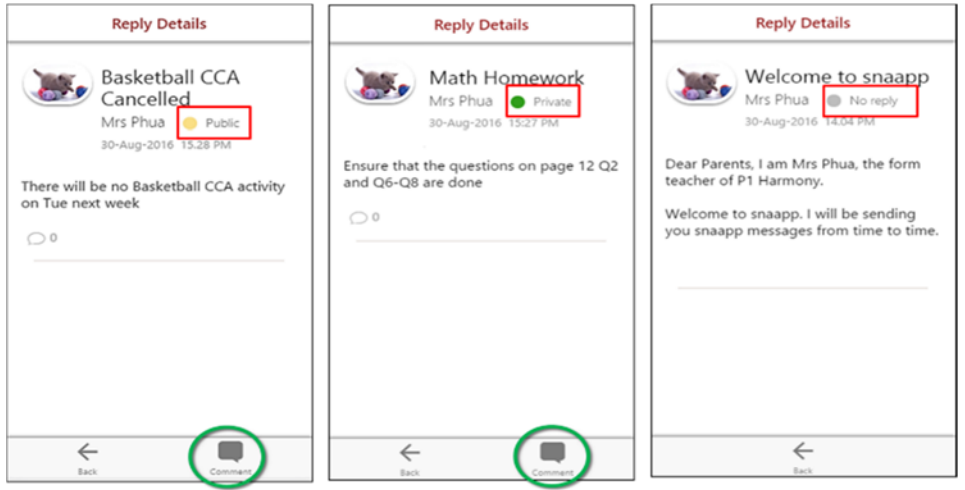 Reply Details
Basketball CCA
Cancelled
Mrs Phua Public
30-Aug-2016 15.28 PM
There will be no Basketball CCA activity
on Tue next week
0
Back Comment
Reply Details
Math Homework
Mrs Phua Private
30-Aug-2016 15:27 PM
Ensure that the questions on page 12 Q2
and Q6-Q8 are done
0
Back Comment
Reply Details
Welcome to snaapp
Mrs Phua No reply
30-Aug-2016 14.04 PM
Dear Parents, I am Mrs Phua, the form
teacher of P1 Harmony.
Welcome to snaapp. I will be sending
you snaapp messages from time to time.
Back